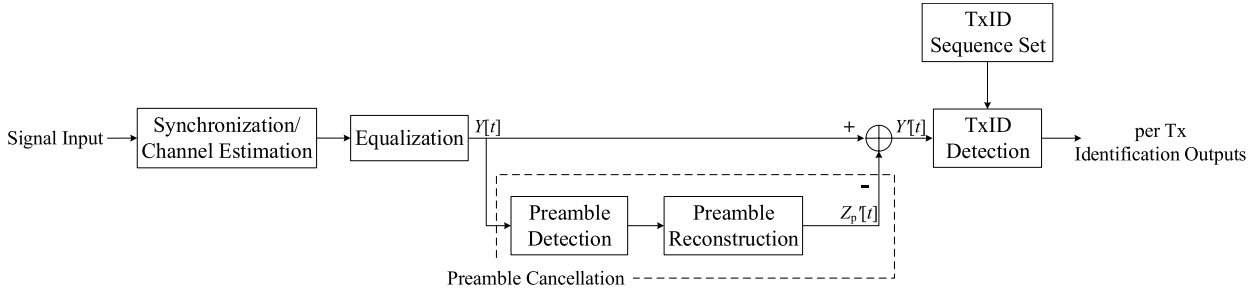 TxID
Sequence Set
Signal Input
Synchronization/
Channel Estimation
Equalization
Y[t]
+
Y'[t]
TxID
Detection
per Tx
Identification Outputs
-
Preamble
Detection
Preamble
Reconstruction
Zp'[t]
Preamble Cancellation